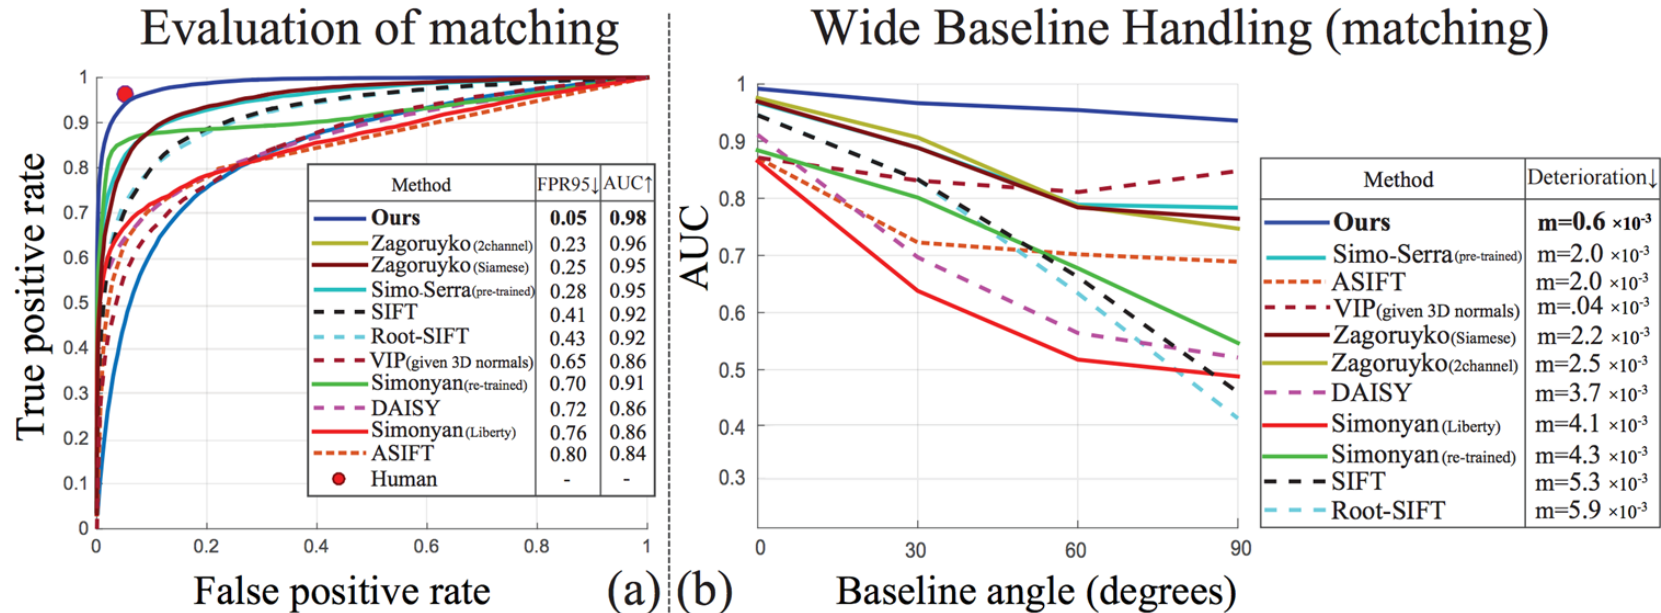 Evaluation of matching
True positive rate
1
0.9
0.8
0.7
0.6
0.5
0.4
0.3
0.2
0.1
0
0 0.2 0.4 0.6 0.8 1
False positive rate
(a)
Method FPR95↓ AUC↑
Ours 0.05 0.98
Zagoruyko (2channel) 0.23 0.96
Zagoruyko (Siamese) 0.25 0.95
Simo-Serra (pre-trained) 0.28 0.95
SIFT 0.41 0.92
Root-SIFT 0.43 0.92
VIP (given 3D normals) 0.65 0.86
Simonyan (re-trained) 0.70 0.91
DAISY 0.72 0.86
Simonyan (Liberty) 0.76 0.86
ASIFT 0.80 0.84
Human - -
Wide Baseline Handling (matching)
AUC
1
0.9
0.8
0.7
0.6
0.5
0.4
0.3
0 30 60 90
(b)
Baseline angle (degrees)
Method Deterioration↓
Ours m=0.6 ×10-3
Simo-Serra (pre-trained) m=2.0 ×10-3
ASIFT m=2.0 ×10-3
VIP (given 3D normals) m=.04 ×10-3
Zagoruyko (Siamese) m=2.2 ×10-3
Zagoruyko (2channel) m=2.5 ×10-3
DAISY m=3.7 ×10-3
Simonyan (Liberty) m=4.1 ×10-3
Simonyan (re-trained) m=4.3 ×10-3
SIFT m=5.3 ×10-3
Root-SIFT m=5.9 ×10-3